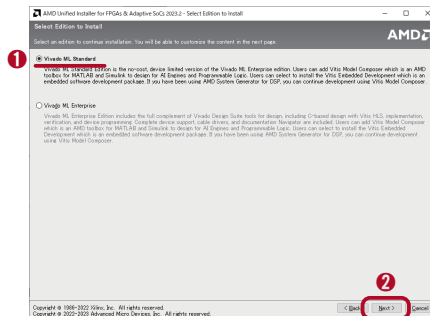 AMD Unified Installer for FPGAs & Adaptive SoCs 2023.2 - Select Edition to Install
Select Edition to Install
Select an edition to continue installation. You will be able to customize the content in the next page.
AMD
1
Vivado ML Standard
Vivado ML Standard Edition is the no-cost, device limited version of the Vivado ML Enterprise edition. Users can add Vitis Model Composer which is an AMD
toolbox for MATLAB and Simulink to design for AI Engines and Programmable Logic. Users can select to install the Vitis Embedded Development which is an
embedded software development package. If you have been using AMD System Generator for DSP, you can continue development using Vitis Model Composer.
Vivado ML Enterprise
Vivado ML Enterprise Edition includes the full complement of Vivado Design Suite tools for design, including C-based design with Vitis HLS, implementation,
verification, and device programming. Complete device support, cable drivers, and documentation Navigator are included. Users can add Vitis Model Composer
which is an AMD toolbox for MATLAB and Simulink to design for AI Engines and Programmable Logic. Users can select to install the Vitis Embedded
Development which is an embedded software development package. If you have been using AMD System Generator for DSP, you can continue development
using Vitis Model Composer.
2
Copyright © 1986-2022 Xilinx, Inc. All rights reserved.
Copyright © 2022-2023 Advanced Micro Devices, Inc. All rights reserved.
< Back
Next >
Cancel